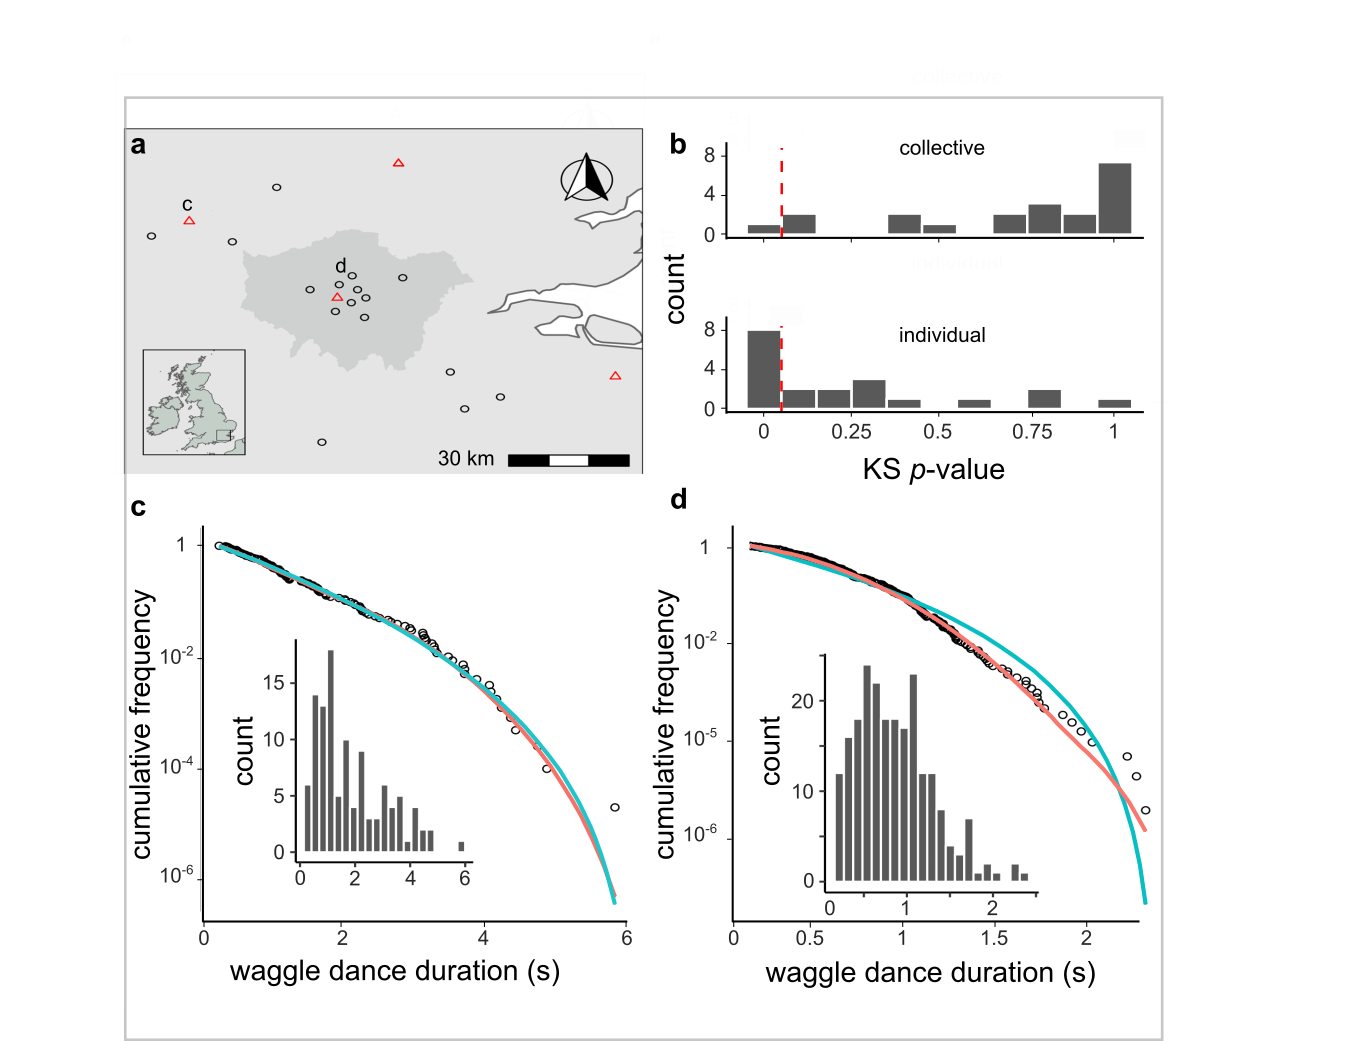 a
c
d
30 km
b
collective
8
4
0
count
individual
8
4
0
0
0.25
0.5
0.75
1
KS p-value
c
1
10-2
10-4
10-6
cumulative frequency
15
10
5
0
count
0
2
4
6
0
2
4
6
waggle dance duration (s)
d
1
10-2
10-5
10-6
cumulative frequency
20
10
0
count
0
1
2
0
0.5
1
1.5
2
waggle dance duration (s)